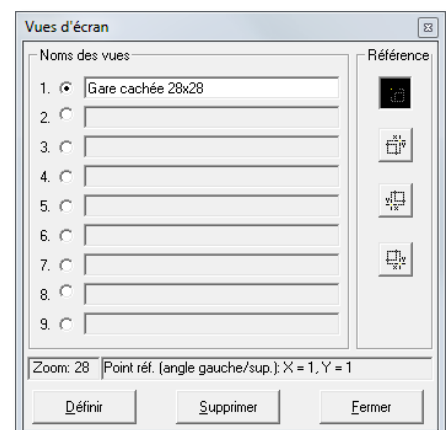 Vues d'écran
Noms des vues
Référence
1. Gare cachée 28x28
2.
3.
4.
5.
6.
7.
8.
9.
Zoom: 28 Point réf. (angle gauche/sup.): X = 1, Y = 1
Définir Supprimer Fermer